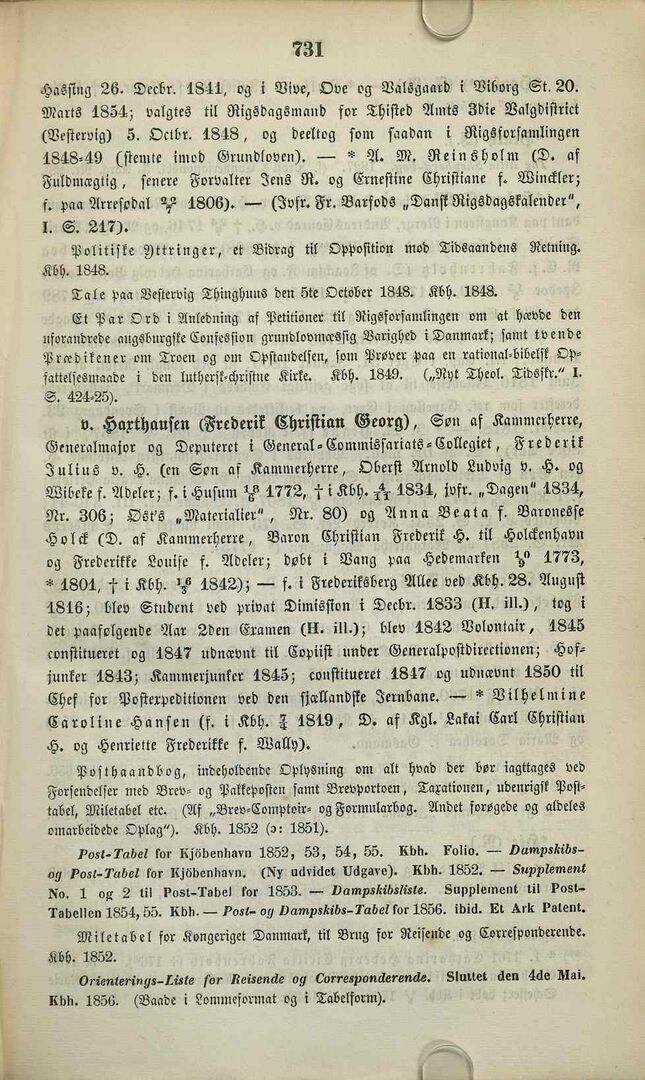 731
Hassing 26. Decbr. 1841, og i Vive, Ove og Valsgaard i Viborg St. 20.
Marts 1854; valgtes til Rigsdagsmand for Thisted Amts 3die Valgdistrict
(Vestervig) 5. Octbr. 1848, og deeltog som saadan i Rigsforsamlingen
1848-49 (stemte imod Grundloven). — * A. M. Reinsholm (D. af
Fuldmægtig, senere Forvalter Jens R. og Ernestine Christiane f. Winckler;
f. paa Arresødal 1806). — (Jvfr. Fr. Barfods „Dansk Rigsdagskalender",
I. S. 217).
Politiske Yttringer, et Bidrag til Opposition mod Tidsaandens Retning.
Kbh. 1848.
Tale paa Vestervig Thinghuus den 5te October 1848. Kbh. 1848.
Et Par Ord i Anledning af Petitioner til Rigsforsamlingen om at hævde den
uforandrede augsburgske Confession grundlovmæssig Varighed i Danmark; samt tvende
Prædikener om Troen og om Opstandelsen, som Prøver paa en rational-bibelsk Op-
fattelsesmaade i den luthersk-christne Kirke. Kbh. 1849. („Nyt Theol. Tidsskr." I.
S. 424-25).
v. Haxthausen (Frederik Christian Georg), Søn af Kammerherre,
Generalmajor og Deputeret i General-Commissariats-Collegiet, Frederik
Julius v. H. (en Søn af Kammerherre, Oberst Arnold Ludvig v. H. og
Wibeke f. Adeler; f. i Husum 1772, † i Kbh. 4/11 1834, jvfr. „Dagen" 1834,
Nr. 306; Øst's „Materialier", Nr. 80) og Anna Beata f. Baronesse
Holck (D. af Kammerherre, Baron Christian Frederik H. til Holckenhavn
og Frederikke Louise f. Adeler; døbt i Vang paa Hedemarken 1773,
* 1801, † i Kbh. 1842); — f. i Frederiksberg Allee ved Kbh. 28. August
1816; blev Student ved privat Dimission i Decbr. 1833 (H. ill.), tog i
det paafølgende Aar 2den Examen (H. ill.); blev 1842 Volontair, 1845
constitueret og 1847 udnævnt til Copiist under Generalpostdirectionen; Hof-
junker 1843; Kammerjunker 1845; constitueret 1847 og udnævnt 1850 til
Chef for Postexpeditionen ved den sjællandske Jernbane. — * Vilhelmine
Caroline Hansen (f. i Kbh. 1819, D. af Kgl. Lakai Carl Christian
H. og Henriette Frederikke f. Wally).
Posthaandbog, indeholdende Oplysning om alt hvad der bør iagttages ved
Forsendelser med Brev- og Pakkeposten samt Brevportoen, Taxationen, udenrigsk Post-
tabel, Miletabel etc. (Af „Brev-Comptoir- og Formularbog. Andet forøgede og aldeles
omarbeidede Oplag"). Kbh. 1852 (ɔ: 1851).
Post-Tabel for Kjöbenhavn 1852, 53, 54, 55. Kbh. Folio. — Dampskibs-
og Post-Tabel for Kjöbenhavn. (Ny udvidet Udgave). Kbh. 1852. — Supplement
No. 1 og 2 til Post-Tabel for 1853. — Dampskibsliste. Supplement til Post-
Tabellen 1854, 55. Kbh. — Post- og Dampskibs-Tabel for 1856. ibid. Et Ark Patent.
Miletabel for Kongeriget Danmark, til Brug for Reisende og Corresponderende.
Kbh. 1852.
Orienterings-Liste for Reisende og Corresponderende. Sluttet den 4de Mai.
Kbh. 1856. (Baade i Lommeformat og i Tabelform).